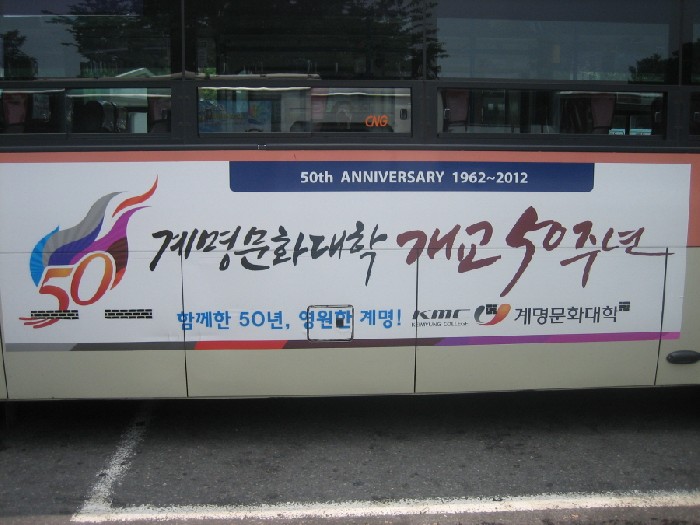 CNG
50th ANNIVERSARY 1962~2012
50
계명문화대학 개교50주년
함께한 50년, 영원한 계명!
KMC 계명문화대학
KEIMYUNG COLLEGE